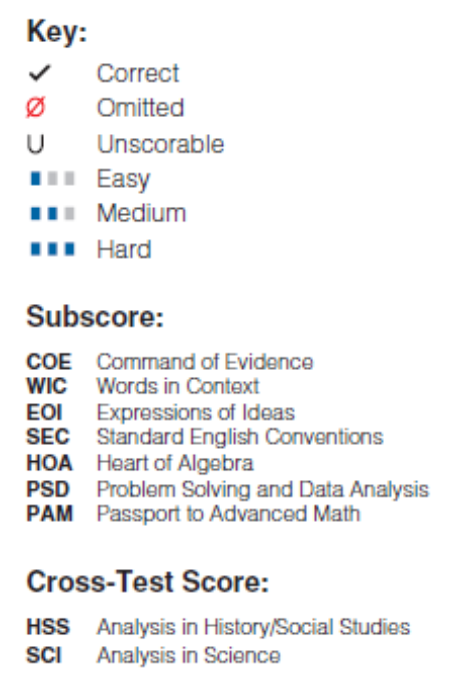 Key:
✓ Correct
Ø Omitted
U Unscorable
Easy
Medium
Hard
Subscore:
COE Command of Evidence
WIC Words in Context
EOI Expressions of Ideas
SEC Standard English Conventions
HOA Heart of Algebra
PSD Problem Solving and Data Analysis
PAM Passport to Advanced Math
Cross-Test Score:
HSS Analysis in History/Social Studies
SCI Analysis in Science